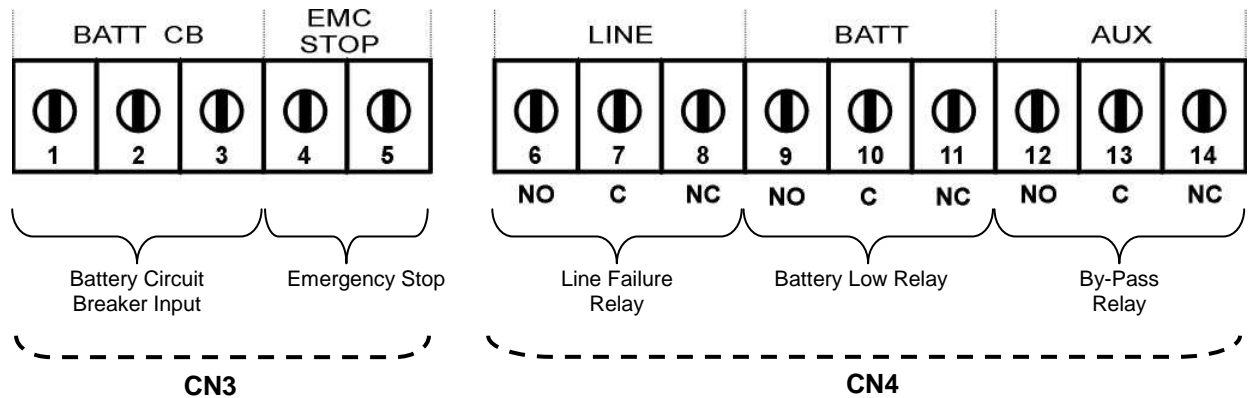 BATT CB
EMC
STOP
LINE
BATT
AUX
1 2 3 4 5
6 7 8 9 10 11 12 13 14
NO C NC NO C NC NO C NC
Battery Circuit
Breaker Input
Emergency Stop
Line Failure
Relay
Battery Low Relay
By-Pass
Relay
CN3
CN4